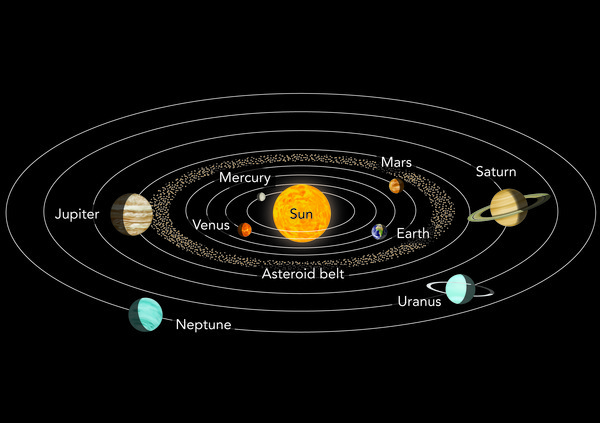 Mars
Mercury
Saturn
Jupiter
Sun
Venus
Earth
Asteroid belt
Uranus
Neptune